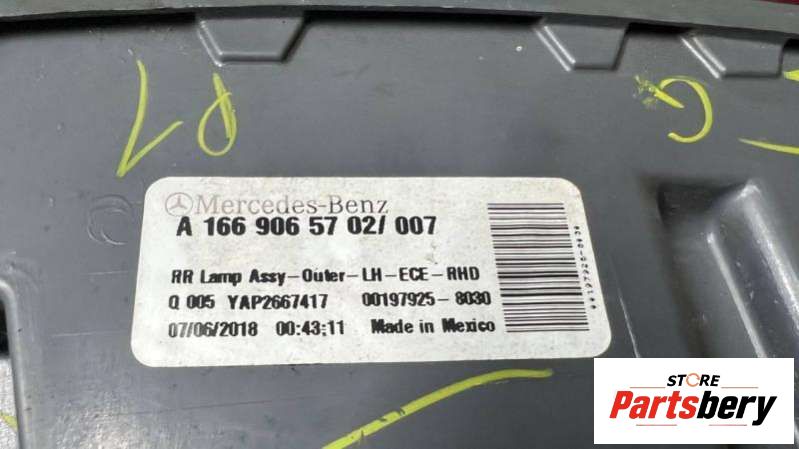 Mercedes-Benz
A 166 906 57 02/ 007
RR Lamp Assy-Outer-LH-ECE-RHD
Q 005 YAP2667417 00197925-8030
07/06/2018 00:43:11 Made in Mexico
STORE
Partsbery